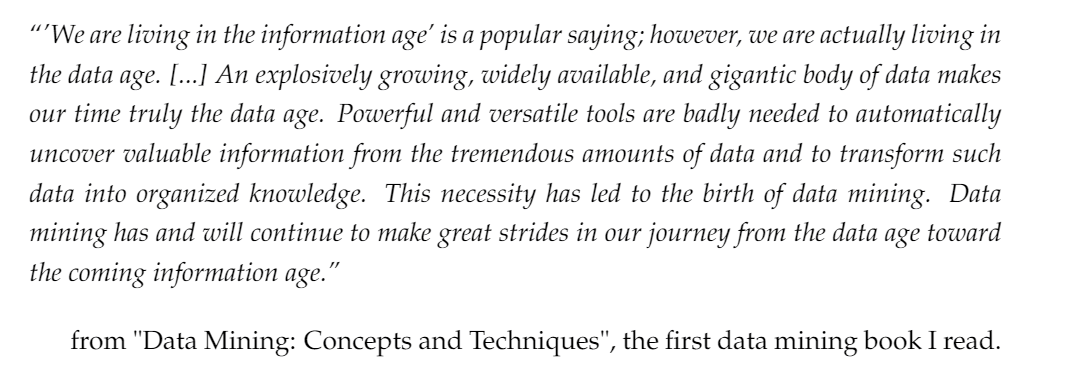 “’We are living in the information age’ is a popular saying; however, we are actually living in
the data age. [...] An explosively growing, widely available, and gigantic body of data makes
our time truly the data age. Powerful and versatile tools are badly needed to automatically
uncover valuable information from the tremendous amounts of data and to transform such
data into organized knowledge. This necessity has led to the birth of data mining. Data
mining has and will continue to make great strides in our journey from the data age toward
the coming information age.”
from "Data Mining: Concepts and Techniques", the first data mining book I read.